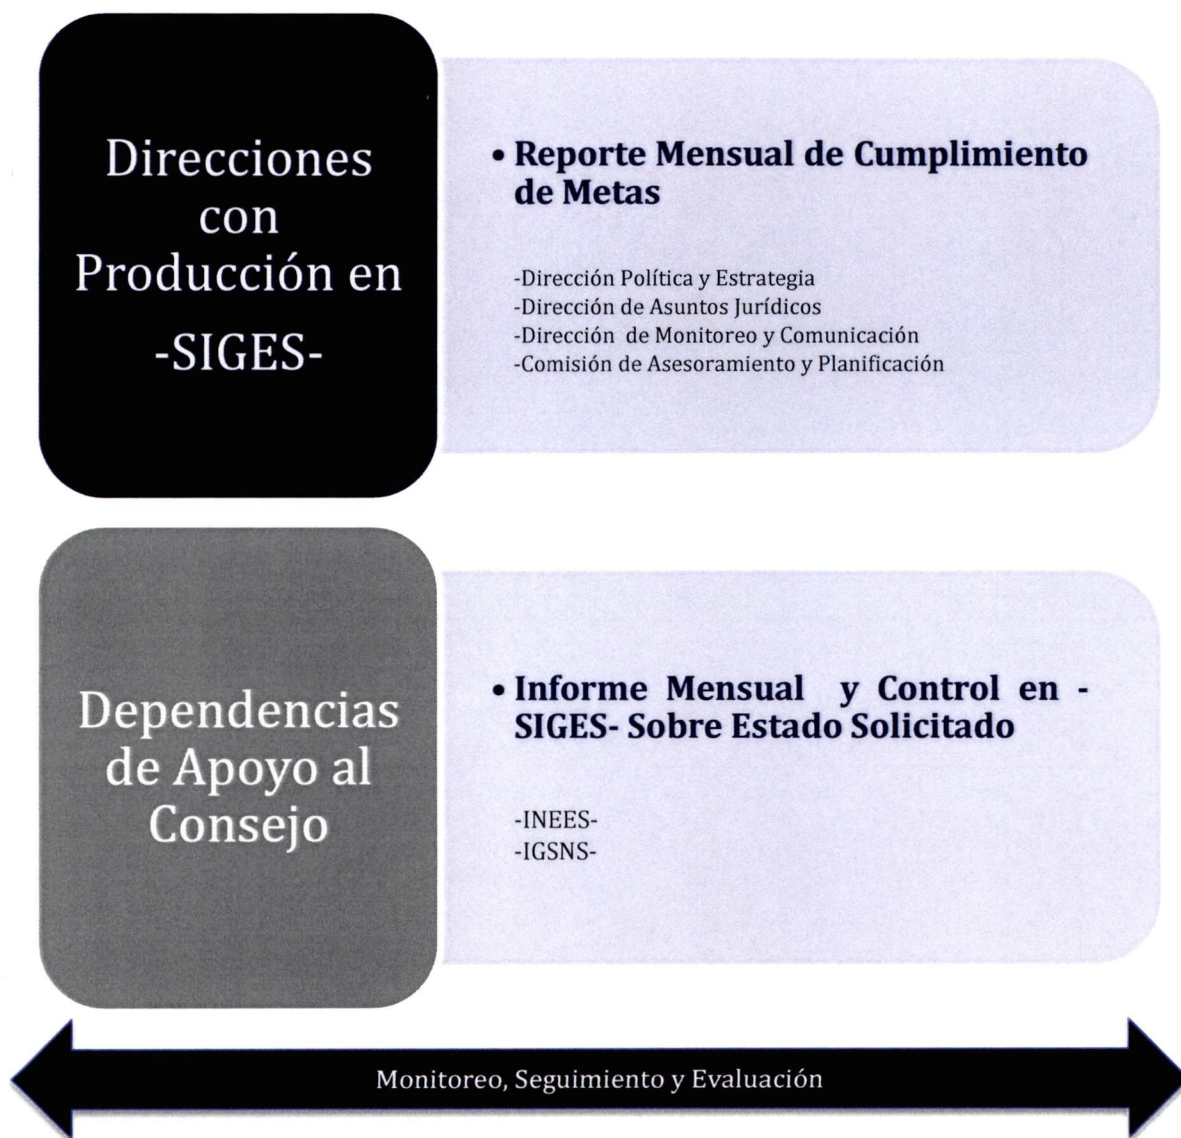 Direcciones
con
Producción en
-SIGES-
• Reporte Mensual de Cumplimiento
de Metas
-Dirección Política y Estrategia
-Dirección de Asuntos Jurídicos
-Dirección de Monitoreo y Comunicación
-Comisión de Asesoramiento y Planificación
Dependencias
de Apoyo al
Consejo
• Informe Mensual y Control en -
SIGES- Sobre Estado Solicitado
-INEES-
-IGSNS-
Monitoreo, Seguimiento y Evaluación